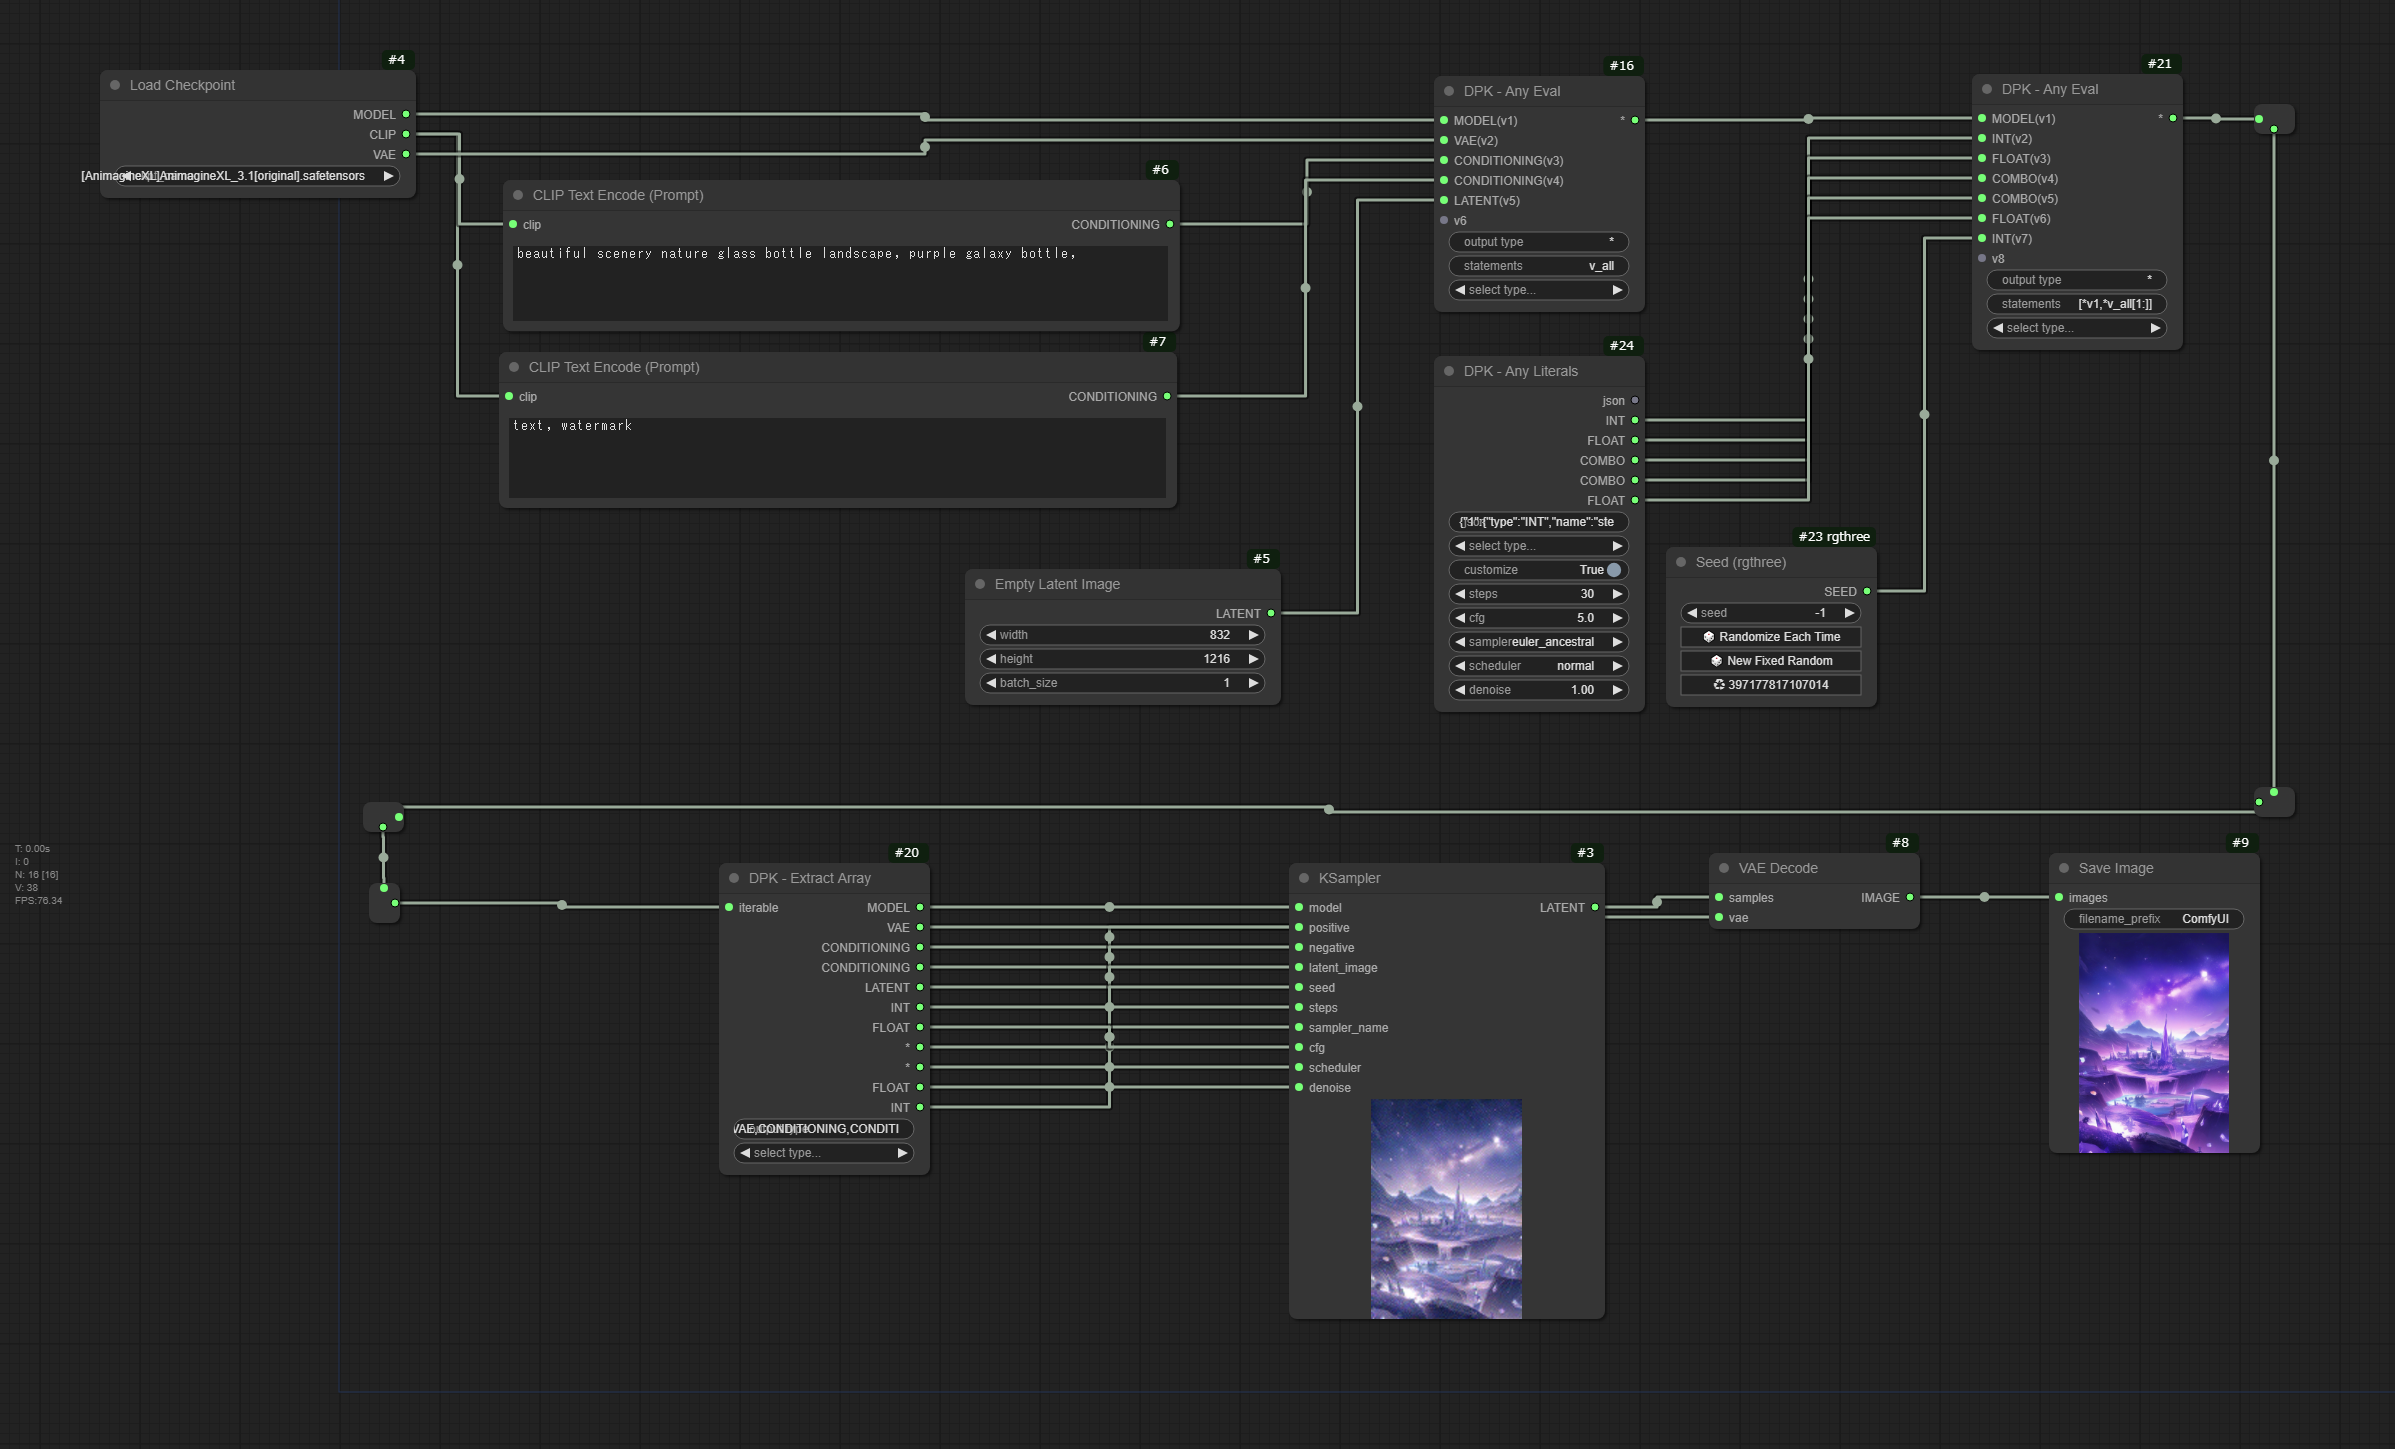 #4
Load Checkpoint
MODEL
CLIP
VAE
[AnimagineXL]AnimagineXL_3.1[original].safetensors
#6
CLIP Text Encode (Prompt)
clip
CONDITIONING
beautiful scenery nature glass bottle landscape, purple galaxy bottle,
#7
CLIP Text Encode (Prompt)
clip
CONDITIONING
text, watermark
#5
Empty Latent Image
LATENT
width 832
height 1216
batch_size 1
#16
DPK - Any Eval
MODEL(v1) *
VAE(v2)
CONDITIONING(v3)
CONDITIONING(v4)
LATENT(v5)
v6
output type *
statements v_all
select type...
#24
DPK - Any Literals
json
INT
FLOAT
COMBO
COMBO
FLOAT
{"1":{"type":"INT","name":"ste
select type...
customize True
steps 30
cfg 5.0
sampler euler_ancestral
scheduler normal
denoise 1.00
#23 rgthree
Seed (rgthree)
SEED
seed -1
🎲 Randomize Each Time
🎲 New Fixed Random
♻ 397177817107014
#21
DPK - Any Eval
MODEL(v1) *
INT(v2)
FLOAT(v3)
COMBO(v4)
COMBO(v5)
FLOAT(v6)
INT(v7)
v8
output type *
statements [*v1,*v_all[1:]]
select type...
T: 0.00s
I: 0
N: 16 [16]
V: 38
FPS:76.34
#20
DPK - Extract Array
iterable MODEL
VAE
CONDITIONING
CONDITIONING
LATENT
INT
FLOAT
*
*
FLOAT
INT
VAE,CONDITIONING,CONDITI
select type...
#3
KSampler
model LATENT
positive
negative
latent_image
seed
steps
sampler_name
cfg
scheduler
denoise
#8
VAE Decode
samples IMAGE
vae
#9
Save Image
images
filename_prefix ComfyUI